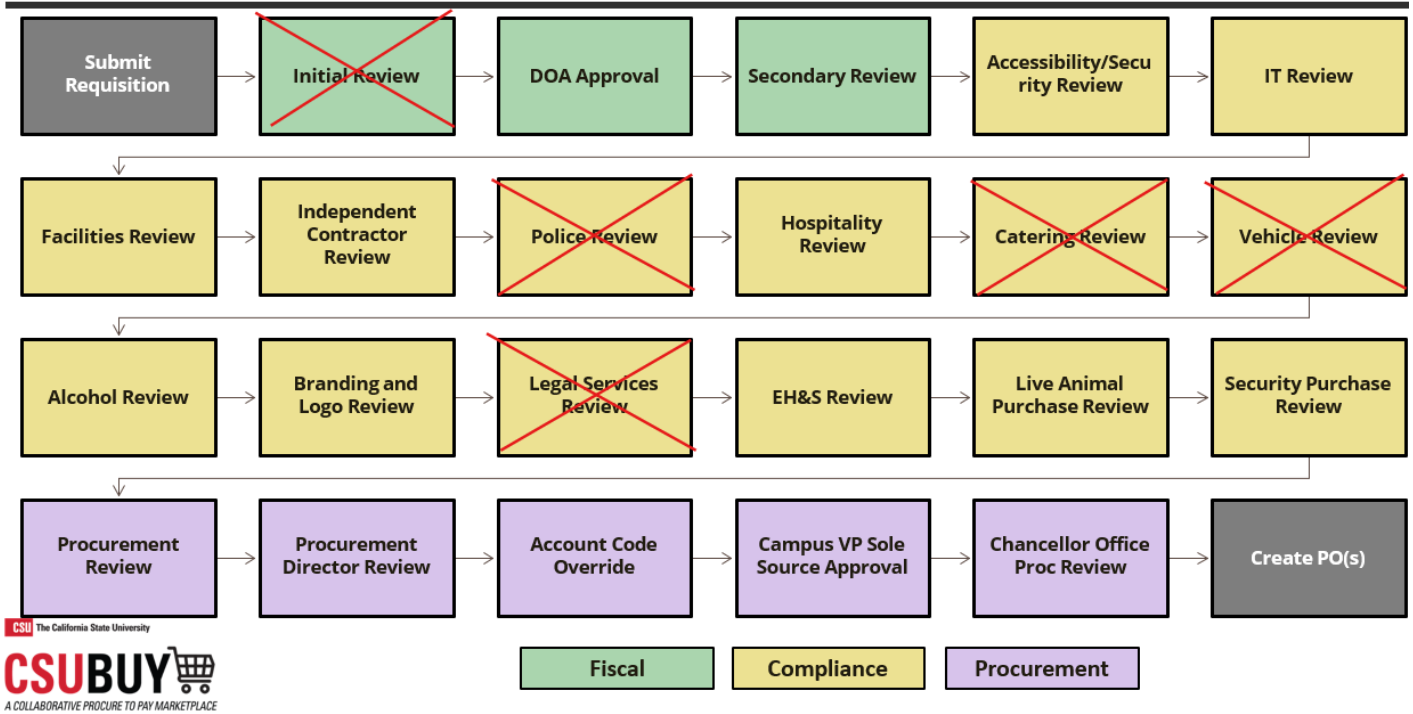 Submit
Requisition
Initial Review
DOA Approval
Secondary Review
Accessibility/Secu
rity Review
IT Review
Facilities Review
Independent
Contractor
Review
Police Review
Hospitality
Review
Catering Review
Vehicle Review
Alcohol Review
Branding and
Logo Review
Legal Services
Review
EH&S Review
Live Animal
Purchase Review
Security Purchase
Review
Procurement
Review
Procurement
Director Review
Account Code
Override
Campus VP Sole
Source Approval
Chancellor Office
Proc Review
Create PO(s)
CSU The California State University
CSUBUY
A COLLABORATIVE PROCURE TO PAY MARKETPLACE
Fiscal
Compliance
Procurement